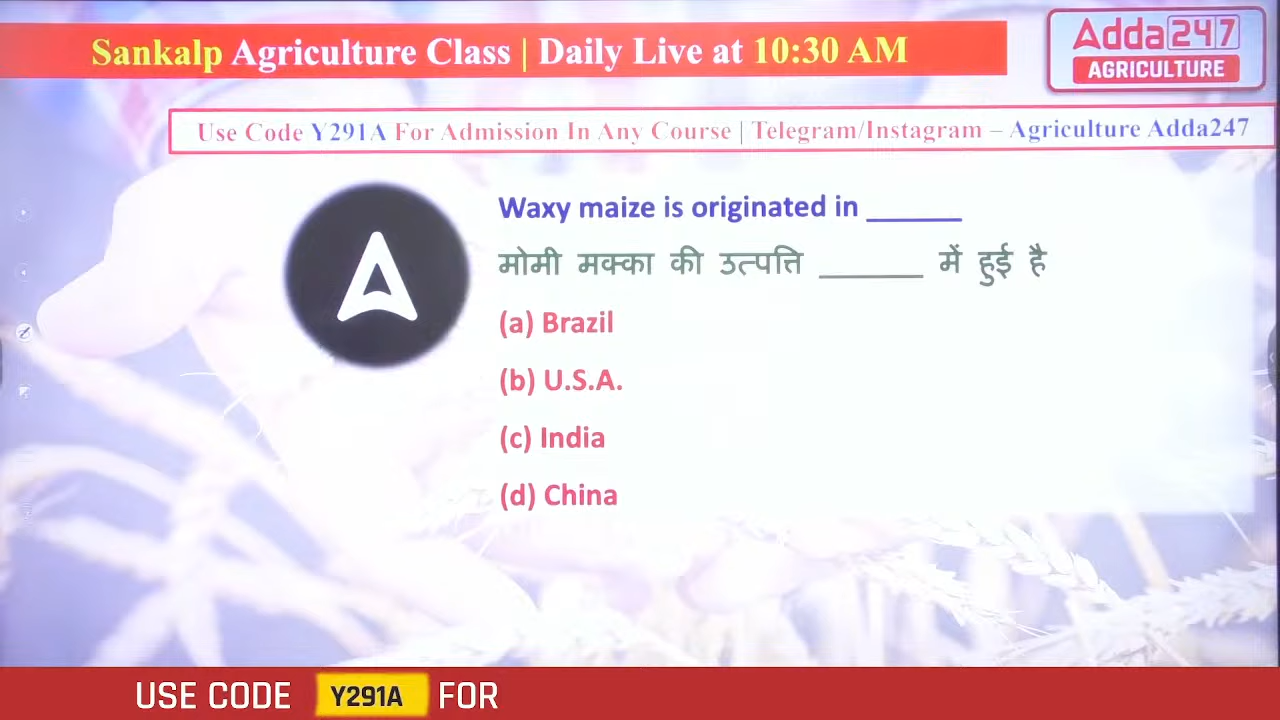 Sankalp Agriculture Class | Daily Live at 10:30 AM
Adda247
AGRICULTURE
Use Code Y291A For Admission In Any Course | Telegram/Instagram – Agriculture Adda247
Waxy maize is originated in ______
मोमी मक्का की उत्पत्ति _______ में हुई है
(a) Brazil
(b) U.S.A.
(c) India
(d) China
USE CODE Y291A FOR